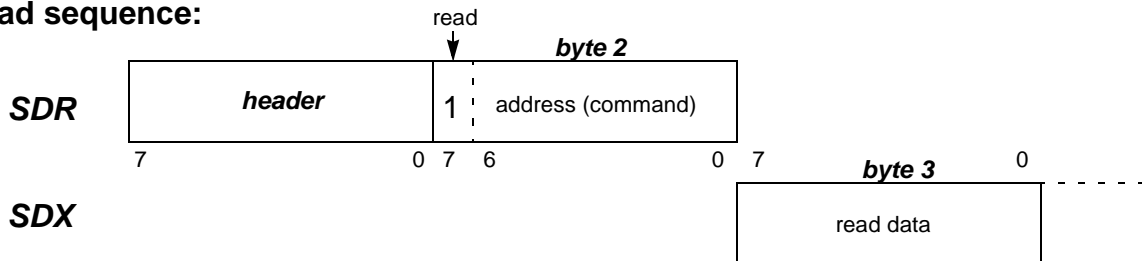 ad sequence:
read
byte 2
SDR
header
1
address (command)
7 0 7 6 0 7 0
byte 3
SDX
read data